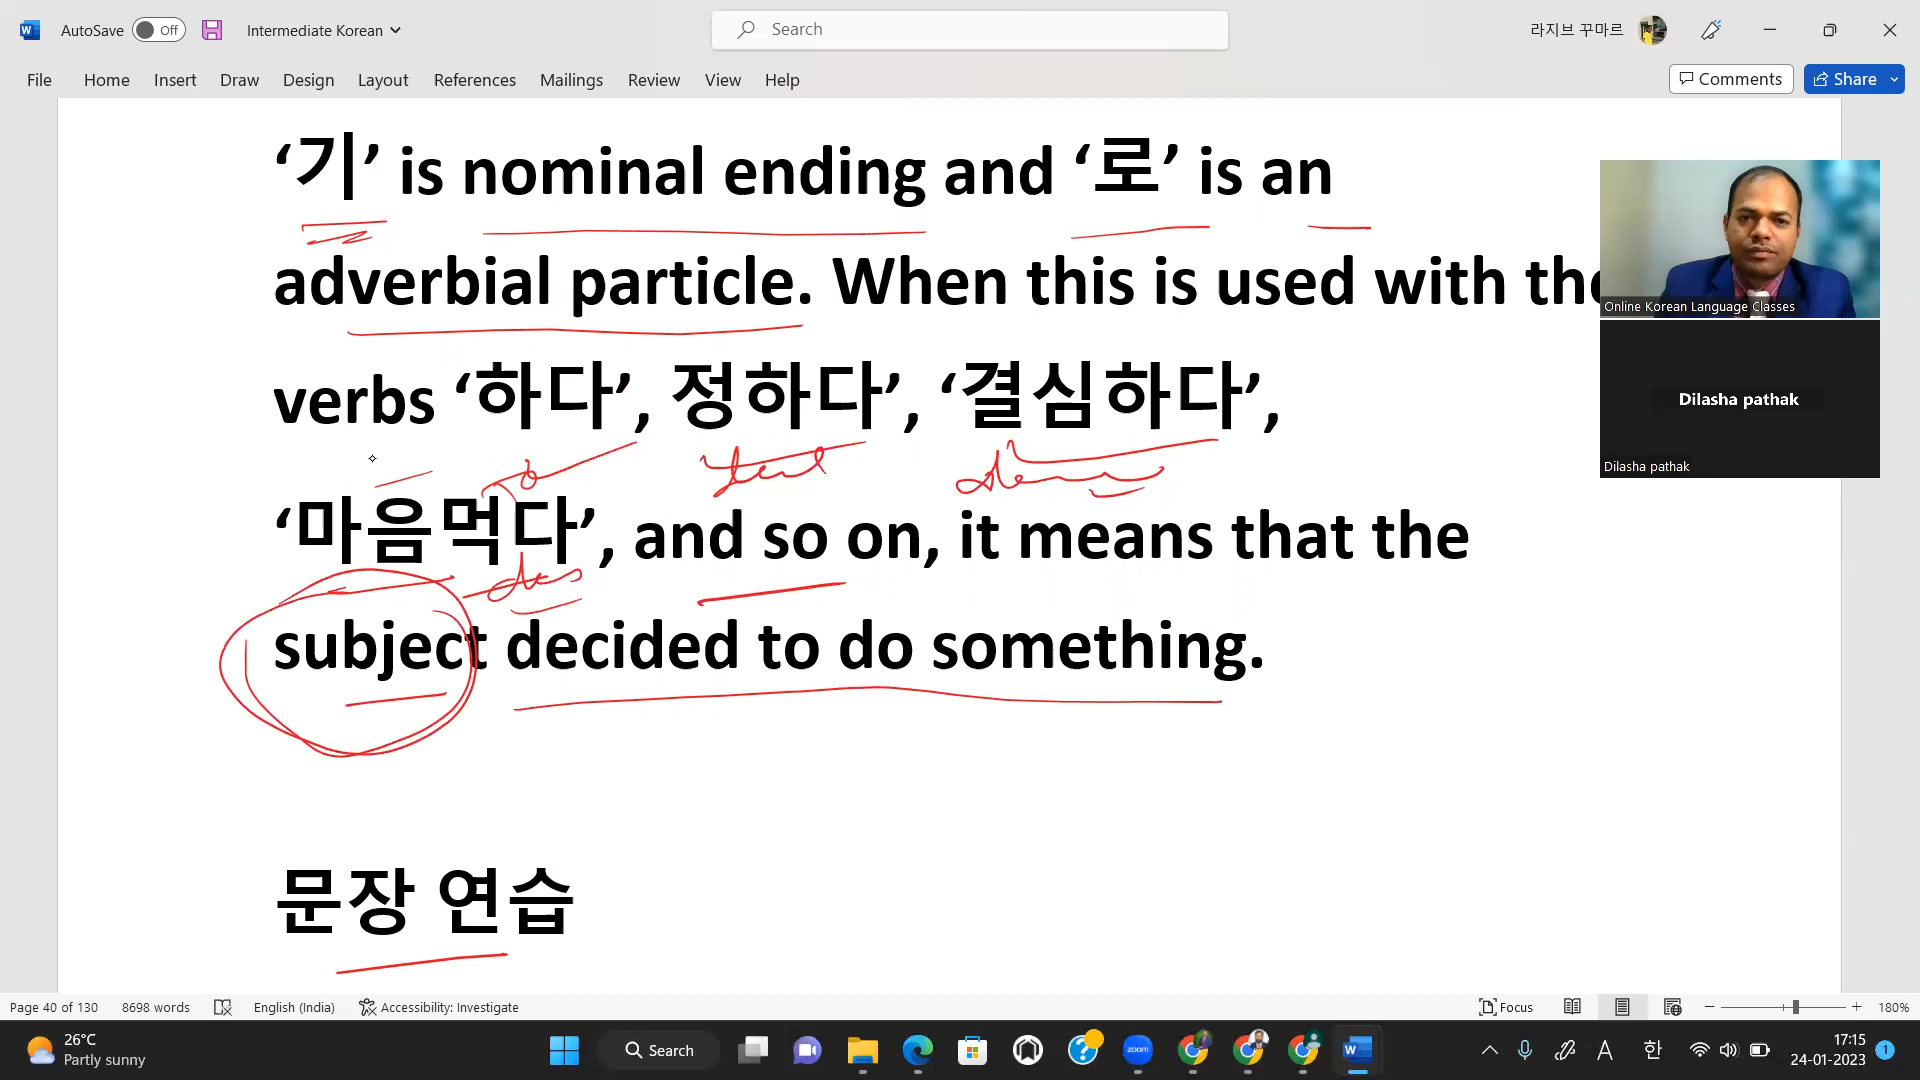 AutoSave Off Intermediate Korean Search 라지브 꾸마르
File Home Insert Draw Design Layout References Mailings Review View Help Comments Share
‘기’ is nominal ending and ‘로’ is an
adverbial particle. When this is used with the
verbs ‘하다’, 정하다’, ‘결심하다’,
‘마음먹다’, and so on, it means that the
subject decided to do something.
문장 연습
Online Korean Language Classes
Dilasha pathak
Dilasha pathak
Page 40 of 130 8698 words English (India) Accessibility: Investigate Focus 180%
26°C
Partly sunny
Search
zoom
A 한
17:15
24-01-2023
1